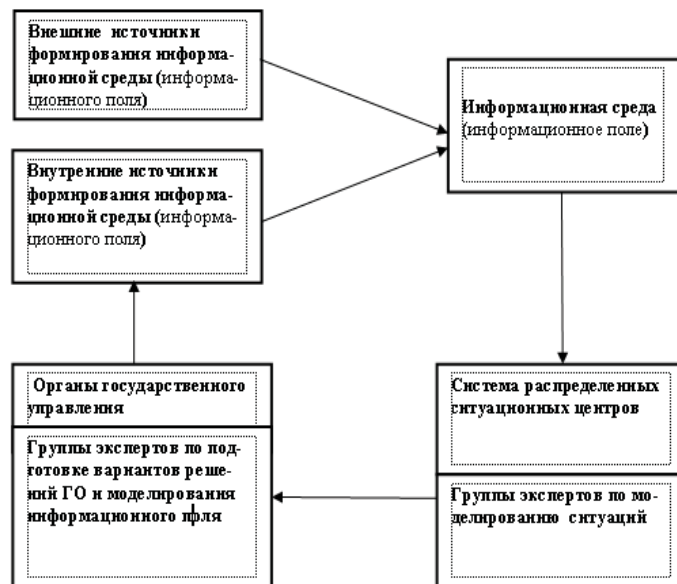 Внешние источники
формирования информа-
ционной среды (информа-
ционного поля)
Информационная среда
(информационное поле)
Внутренние источники
формирования информа-
ционной среды (информа-
ционного поля)
Органы государственного
управления
Группы экспертов по под-
готовке вариантов реше-
ний ГО и моделирования
информационного поля
Система распределенных
ситуационных центров
Группы экспертов по мо-
делированию ситуаций